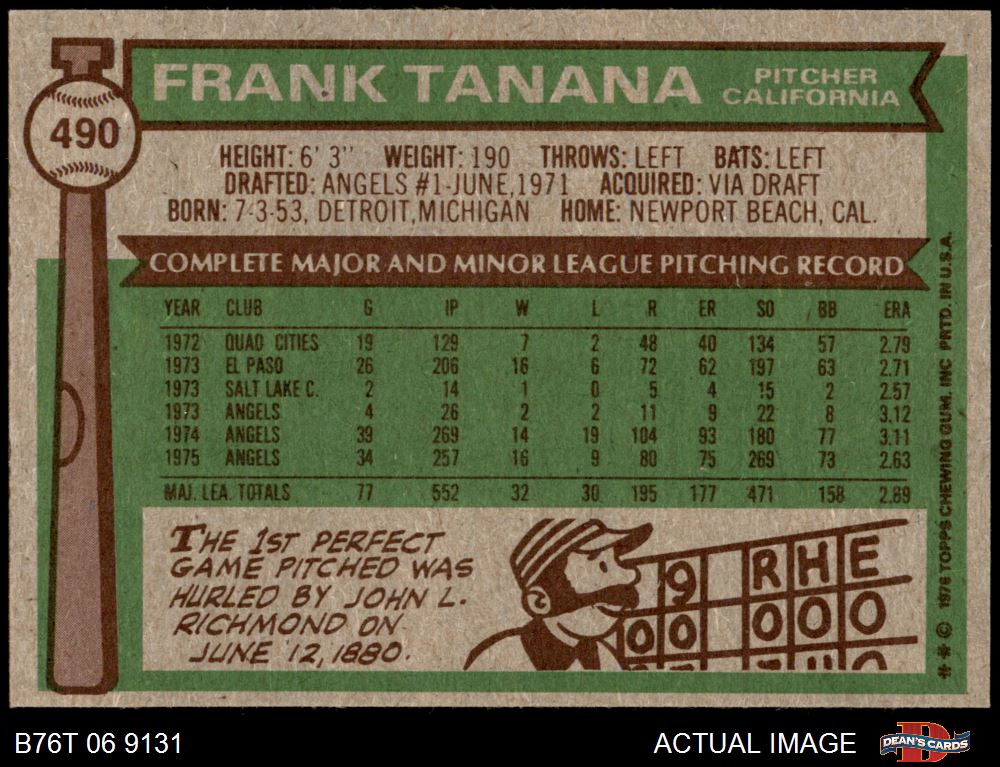 490
FRANK TANANA
PITCHER
CALIFORNIA
HEIGHT: 6' 3" WEIGHT: 190 THROWS: LEFT BATS: LEFT
DRAFTED: ANGELS #1-JUNE, 1971 ACQUIRED: VIA DRAFT
BORN: 7-3-53, DETROIT, MICHIGAN HOME: NEWPORT BEACH, CAL.
COMPLETE MAJOR AND MINOR LEAGUE PITCHING RECORD
YEAR CLUB G IP W L R ER SO BB ERA
1972 QUAD CITIES 19 129 7 2 48 40 134 57 2.79
1973 EL PASO 26 206 16 6 72 62 197 63 2.71
1973 SALT LAKE C. 2 14 1 0 5 4 15 2 2.57
1973 ANGELS 4 26 2 2 11 9 22 8 3.12
1974 ANGELS 39 269 14 19 104 93 180 77 3.11
1975 ANGELS 34 257 16 9 80 75 269 73 2.63
MAJ. LEA. TOTALS 77 552 32 30 195 177 471 158 2.89
THE 1ST PERFECT
GAME PITCHED WAS
HURLED BY JOHN L.
RICHMOND ON
JUNE 12, 1880.
9 R H E
0 0 0 0 0
* * © 1976 TOPPS CHEWING GUM, INC PRTD. IN U.S.A.
B76T 06 9131
ACTUAL IMAGE
D
DEAN'S CARDS